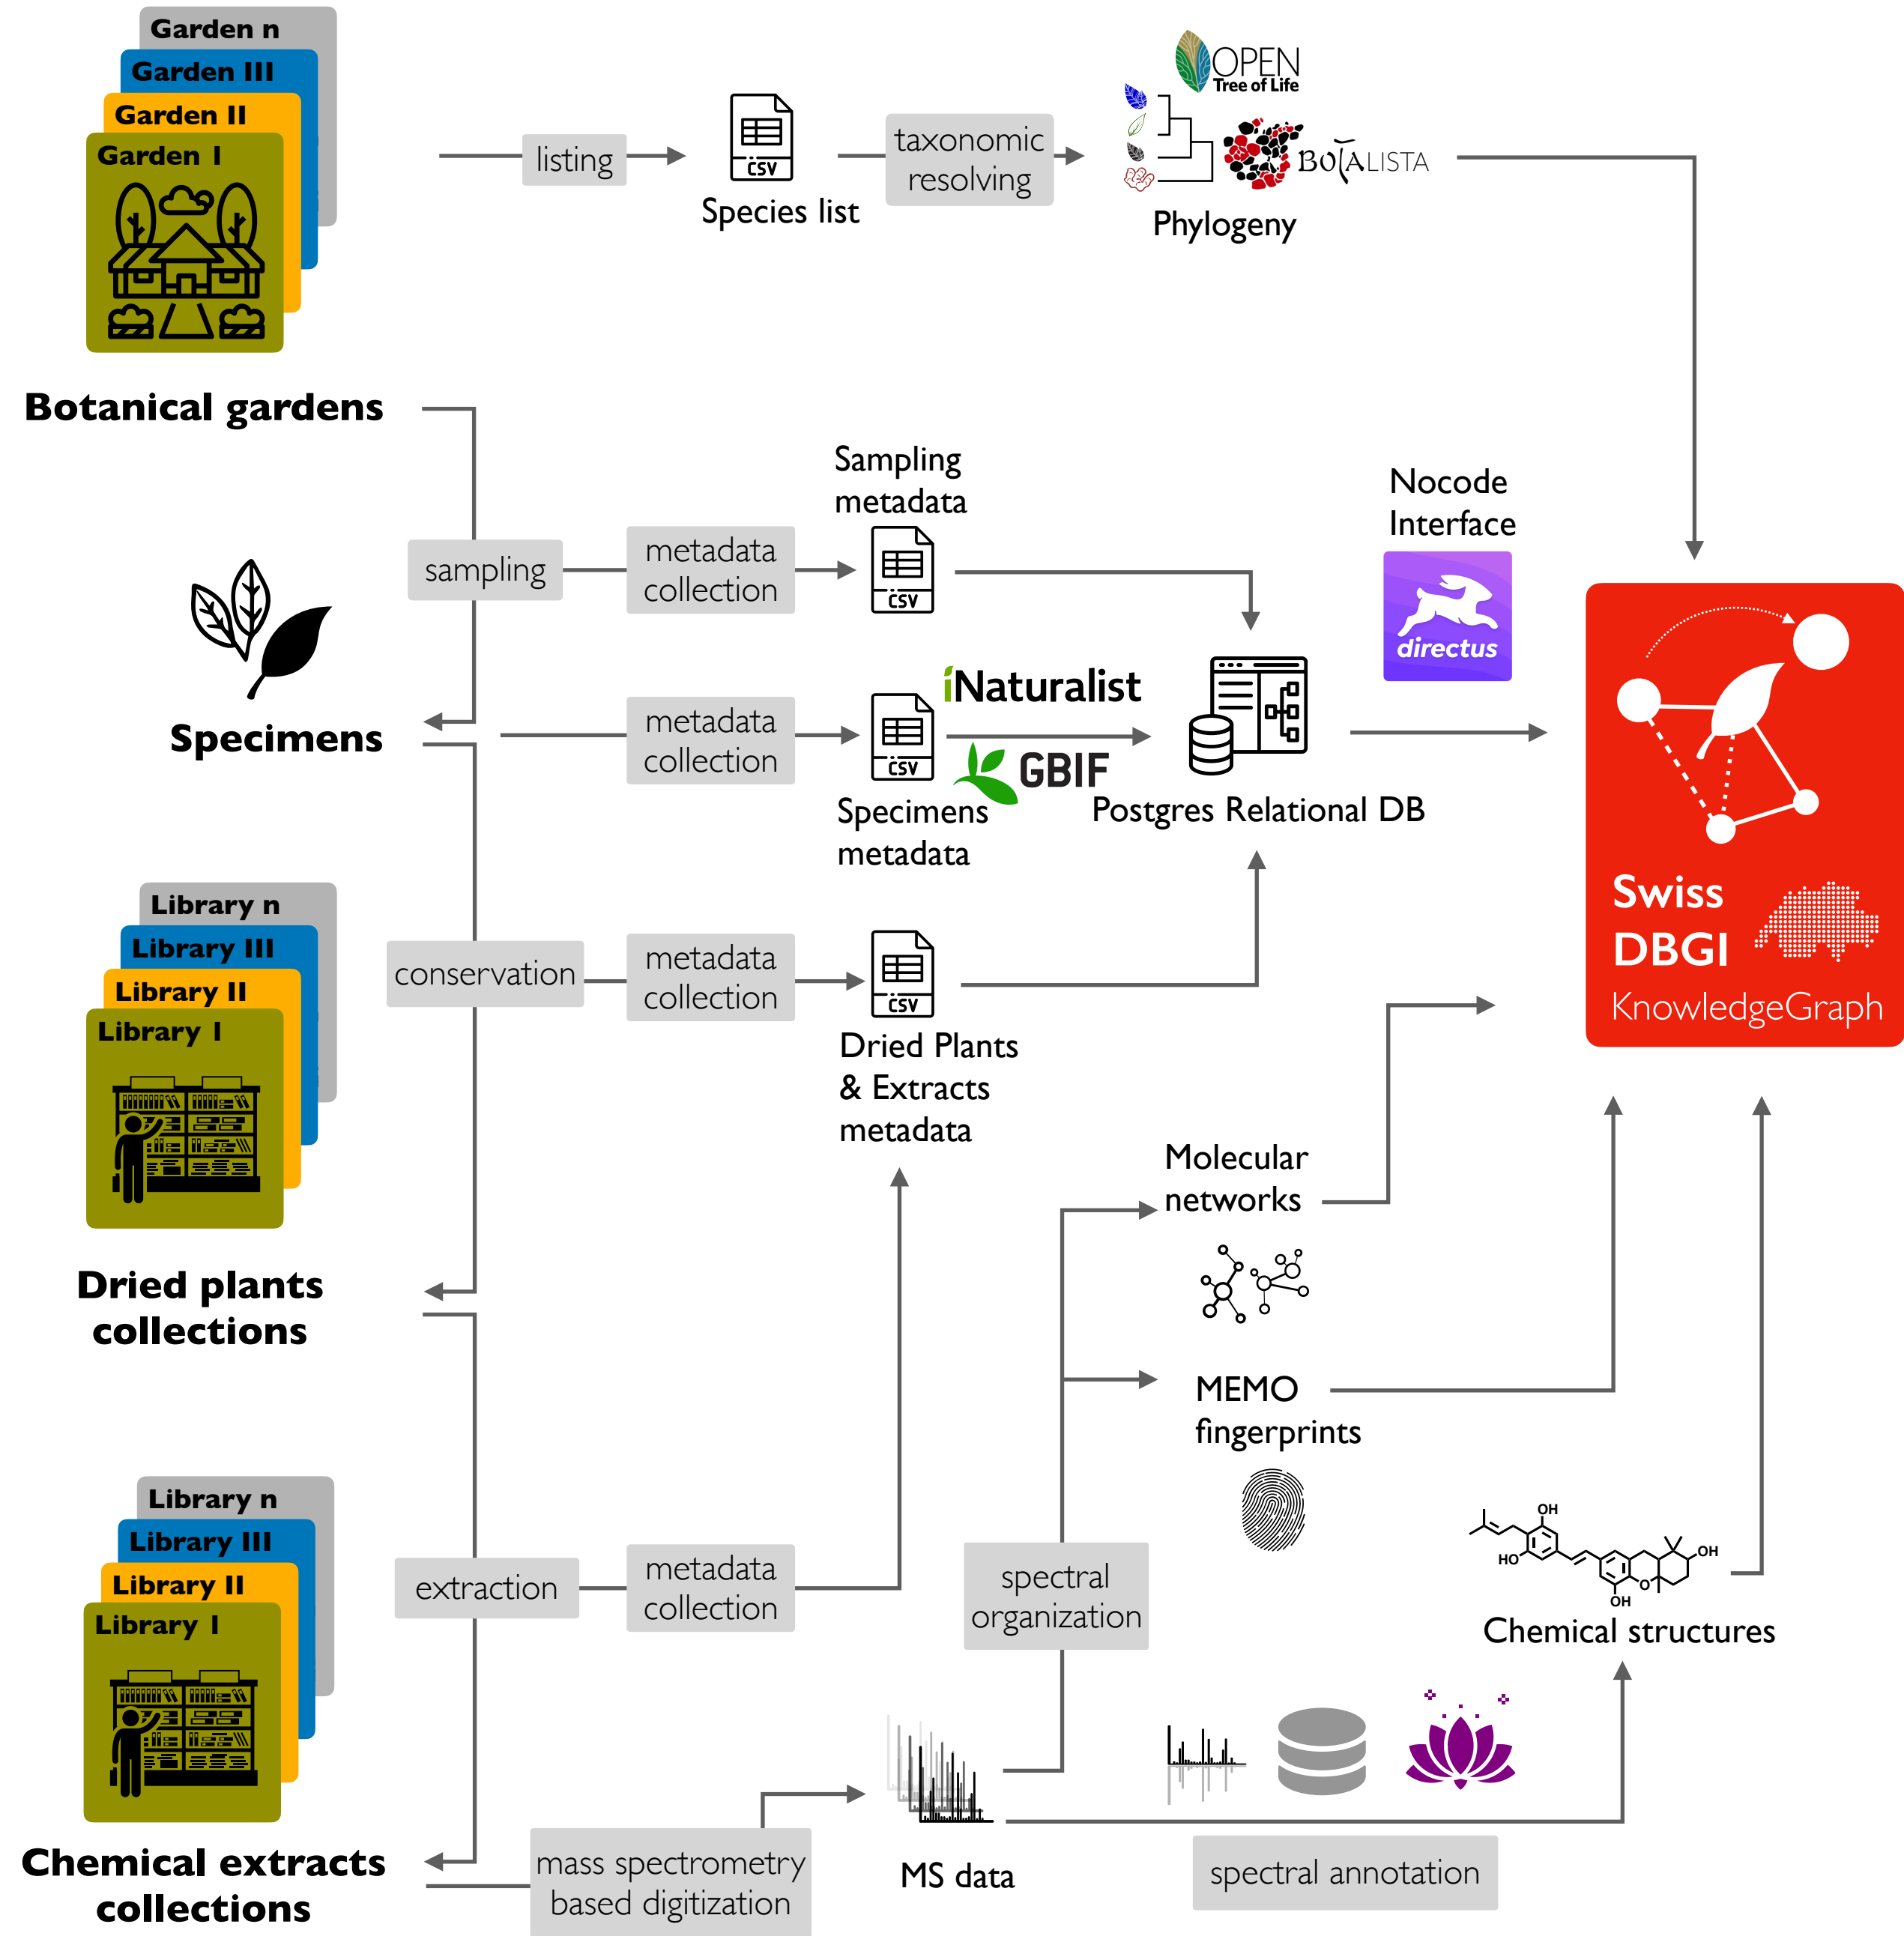 Garden n
Garden III
Garden II
Garden I
Botanical gardens
listing
CSV
Species list
taxonomic
resolving
OPEN
Tree of Life
BOTALISTA
Phylogeny
Specimens
sampling
metadata
collection
Sampling
metadata
CSV
metadata
collection
CSV
Specimens
metadata
iNaturalist
GBIF
Postgres Relational DB
Nocode
Interface
directus
Swiss
DBGI
KnowledgeGraph
Library n
Library III
Library II
Library I
Dried plants
collections
conservation
metadata
collection
CSV
Dried Plants
& Extracts
metadata
Molecular
networks
MEMO
fingerprints
Library n
Library III
Library II
Library I
Chemical extracts
collections
extraction
metadata
collection
spectral
organization
OH
HO
OH
O
OH
Chemical structures
mass spectrometry
based digitization
MS data
spectral annotation